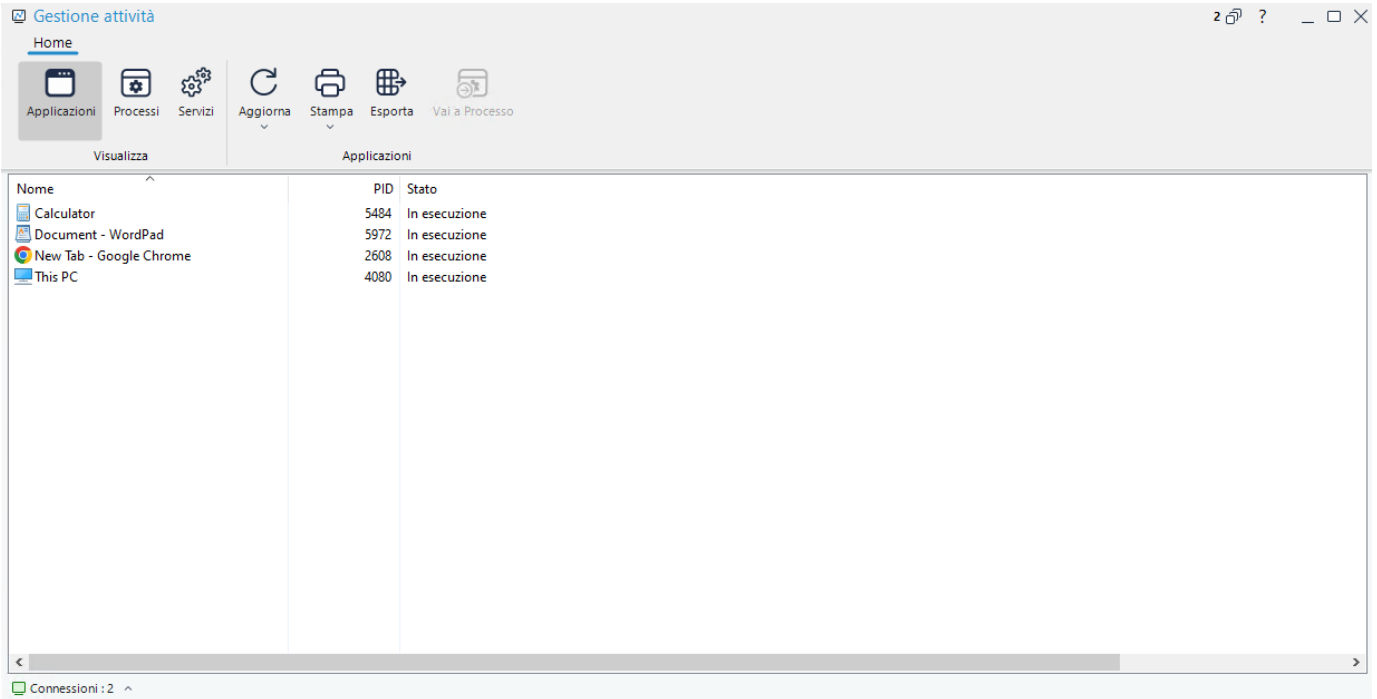 Gestione attività 2 ?
Home
Applicazioni Processi Servizi Aggiorna Stampa Esporta Vai a Processo
Visualizza Applicazioni
Nome PID Stato
Calculator 5484 In esecuzione
Document - WordPad 5972 In esecuzione
New Tab - Google Chrome 2608 In esecuzione
This PC 4080 In esecuzione
Connessioni : 2